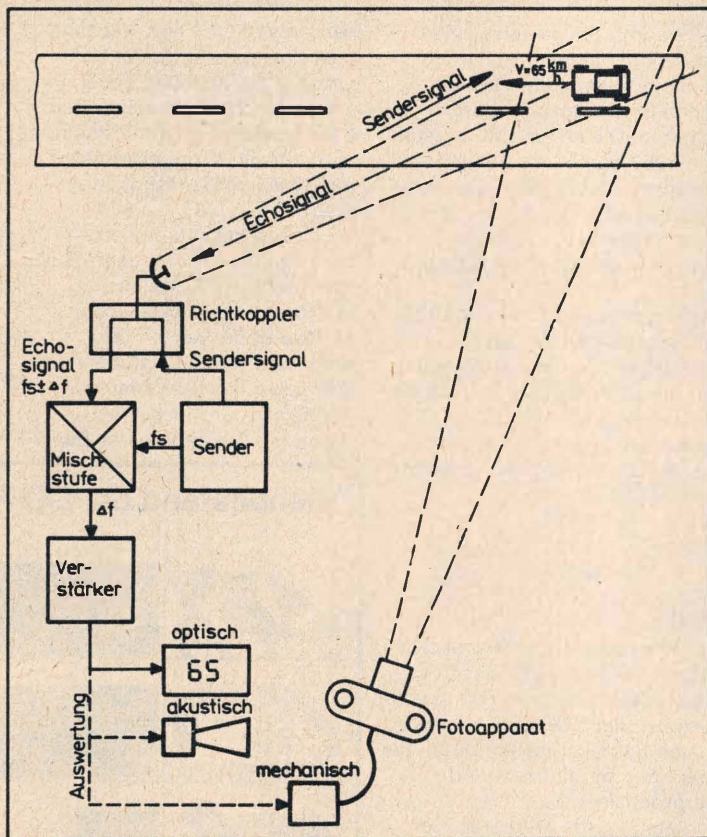 V=65 km/h
Sendersignal
Echosignal
Richtkoppler
Echo-
signal
fs± Δf
Sendersignal
fs
Sender
Misch
stufe
Δf
Ver-
stärker
optisch
65
akustisch
Auswertung
mechanisch
Fotoapparat